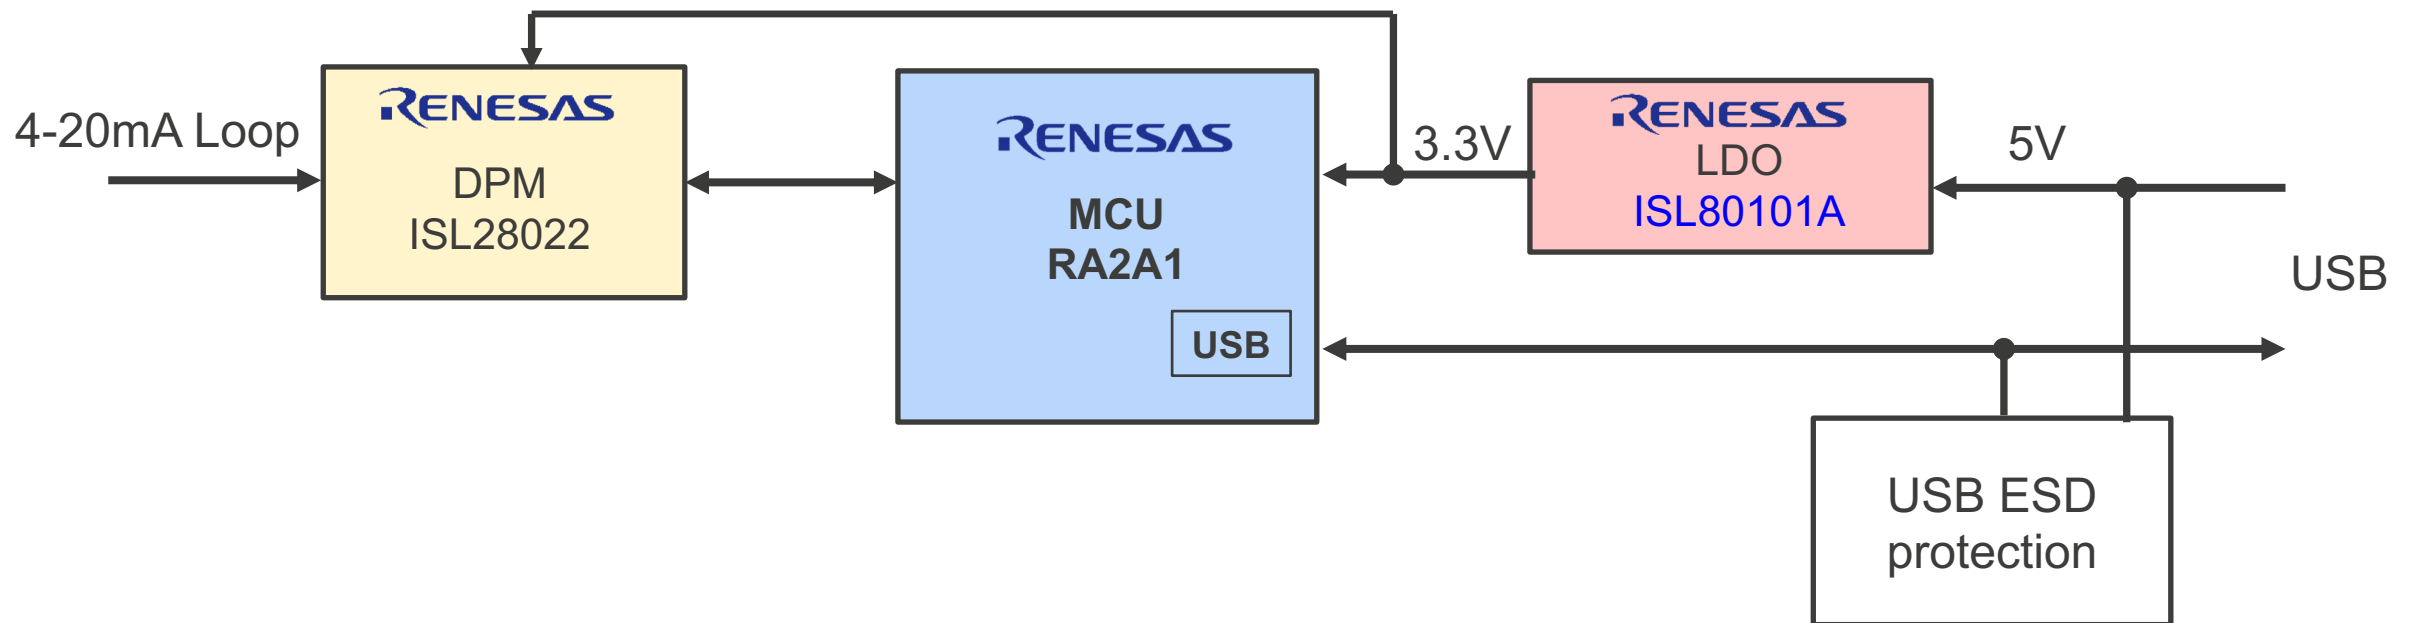 4-20mA Loop
RENESAS
DPM
ISL28022
RENESAS
MCU
RA2A1
USB
3.3V
RENESAS
LDO
ISL80101A
5V
USB
USB ESD
protection